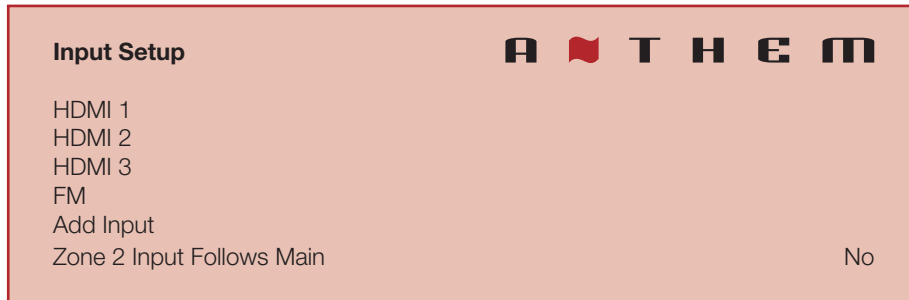 Input Setup
ANTHEM
HDMI 1
HDMI 2
HDMI 3
FM
Add Input
Zone 2 Input Follows Main No